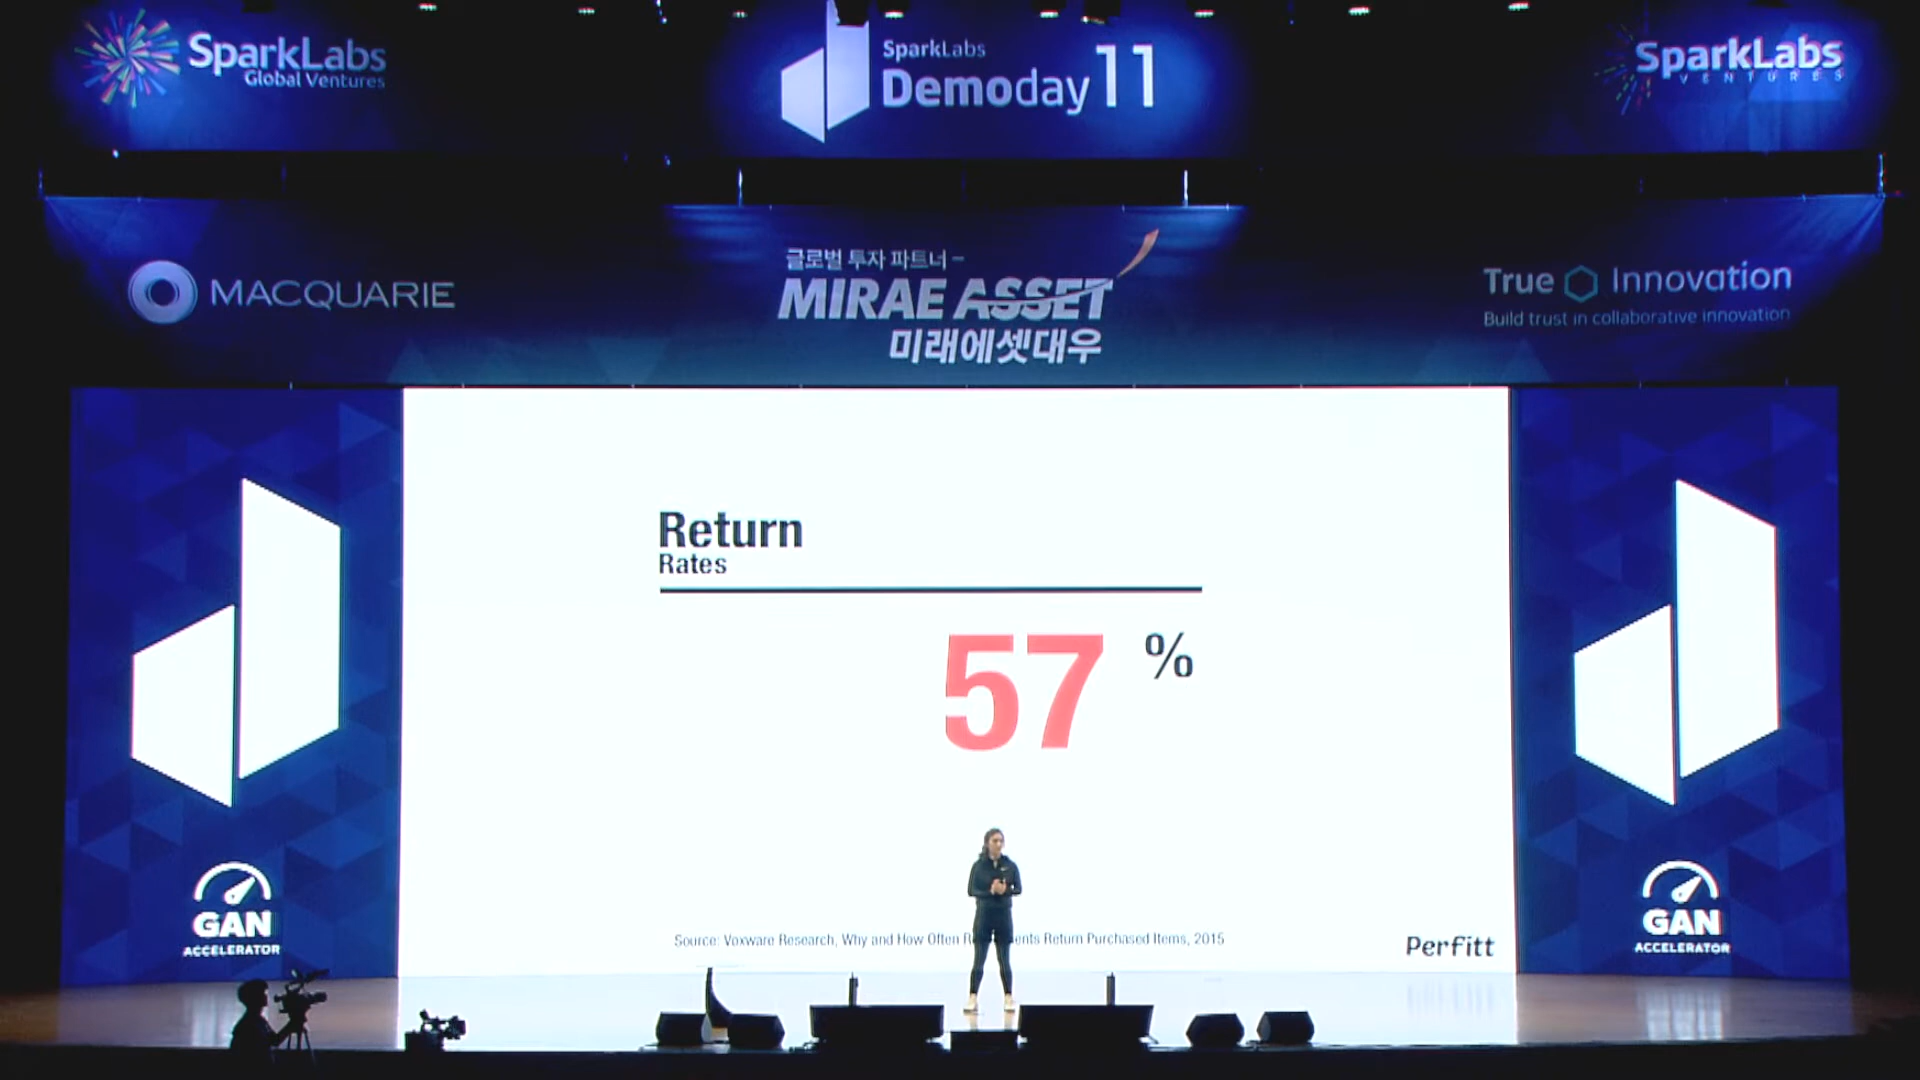 SparkLabs
Global Ventures
SparkLabs
Demoday 11
SparkLabs
VENTURES
MACQUARIE
글로벌 투자 파트너 –
MIRAE ASSET
미래에셋대우
True Innovation
Build trust in collaborative innovation
Return
Rates
57 %
Source: Voxware Research, Why and How Often Return Purchased Items, 2015
Perfitt
GAN
ACCELERATOR
GAN
ACCELERATOR